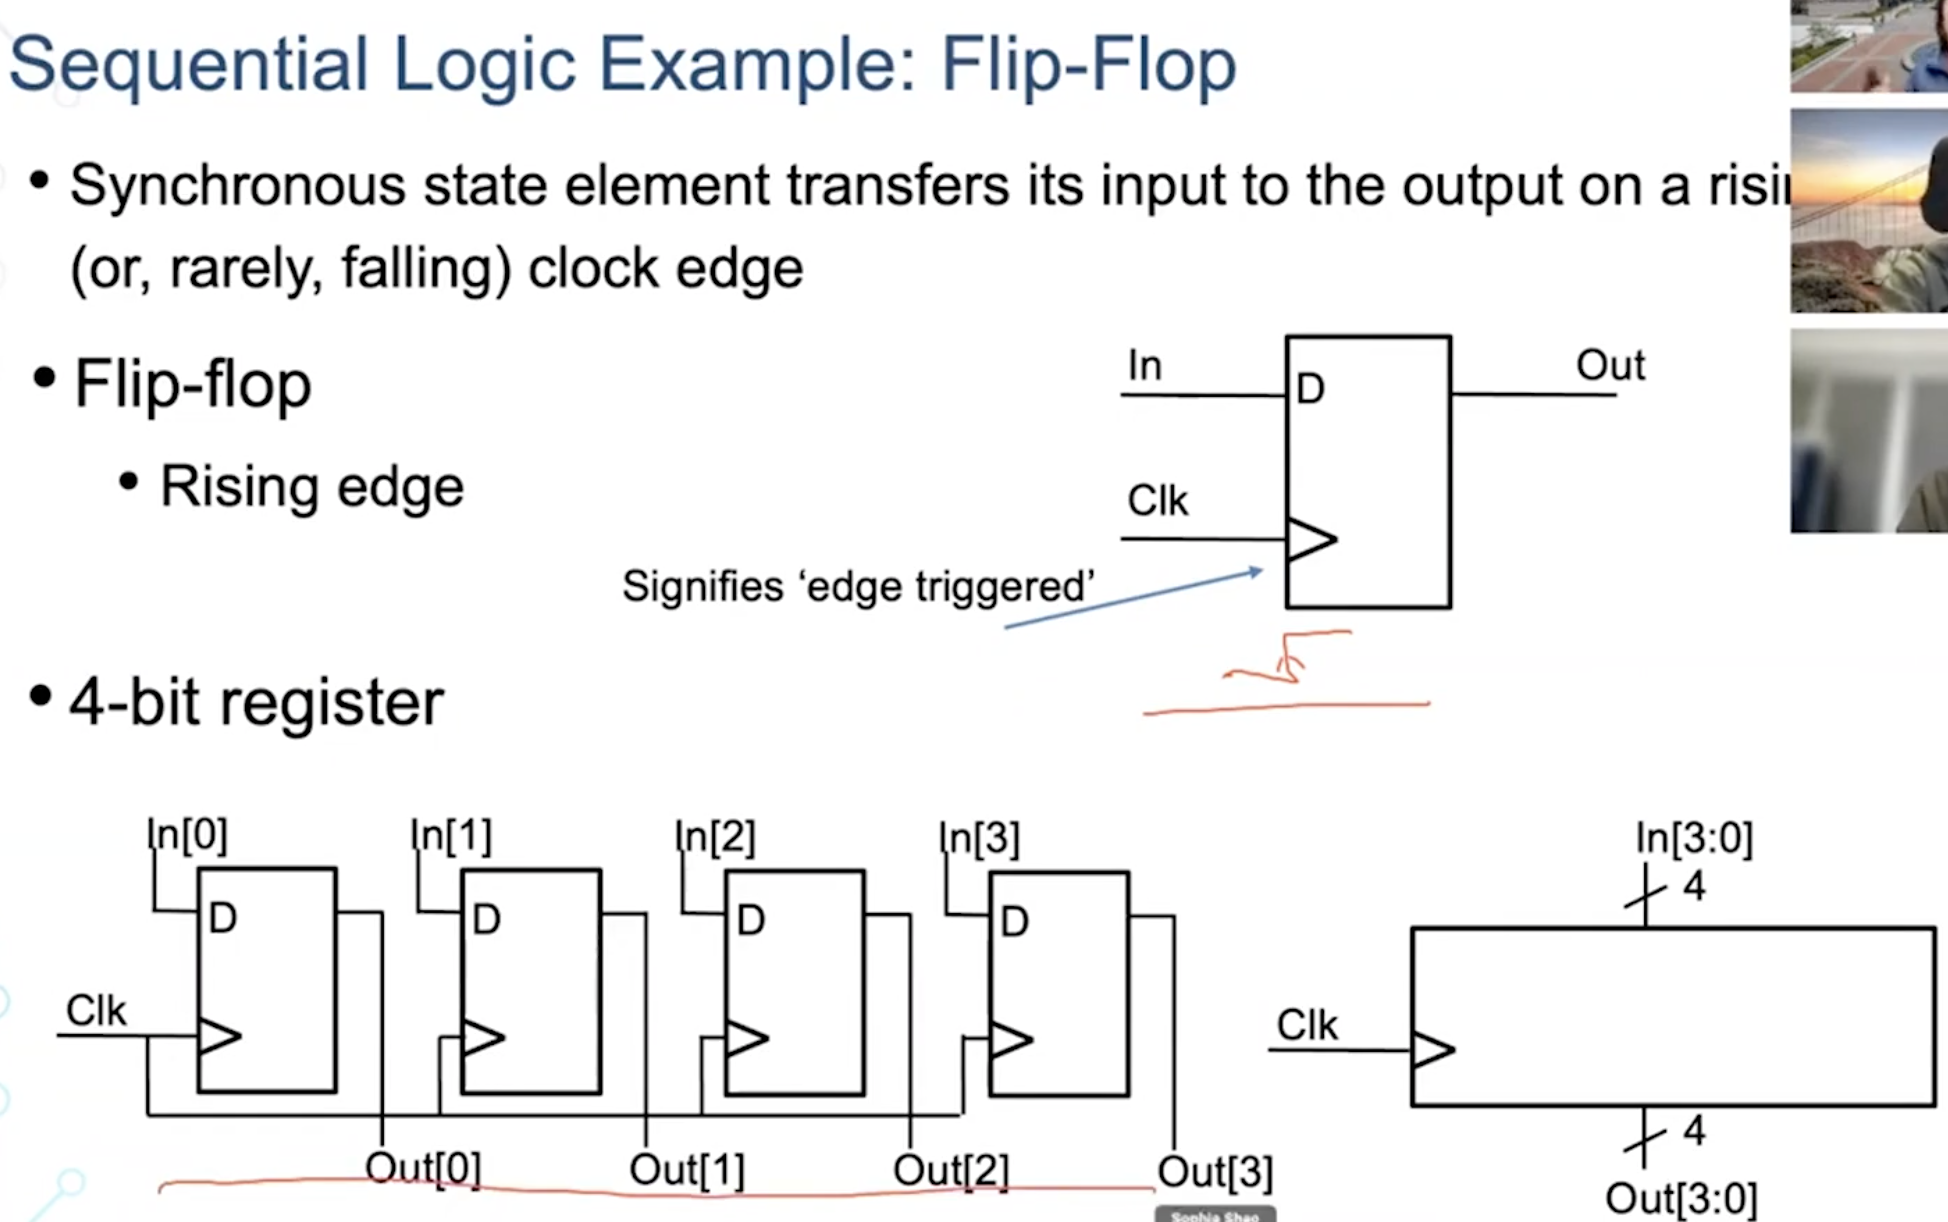 Sequential Logic Example: Flip-Flop
• Synchronous state element transfers its input to the output on a risi
(or, rarely, falling) clock edge
• Flip-flop
• Rising edge
In
D
Out
Clk
Signifies ‘edge triggered’
• 4-bit register
In[0] In[1] In[2] In[3]
D D D D
Clk
Out[0] Out[1] Out[2] Out[3]
In[3:0]
4
Clk
4
Out[3:0]
Sophia Shao